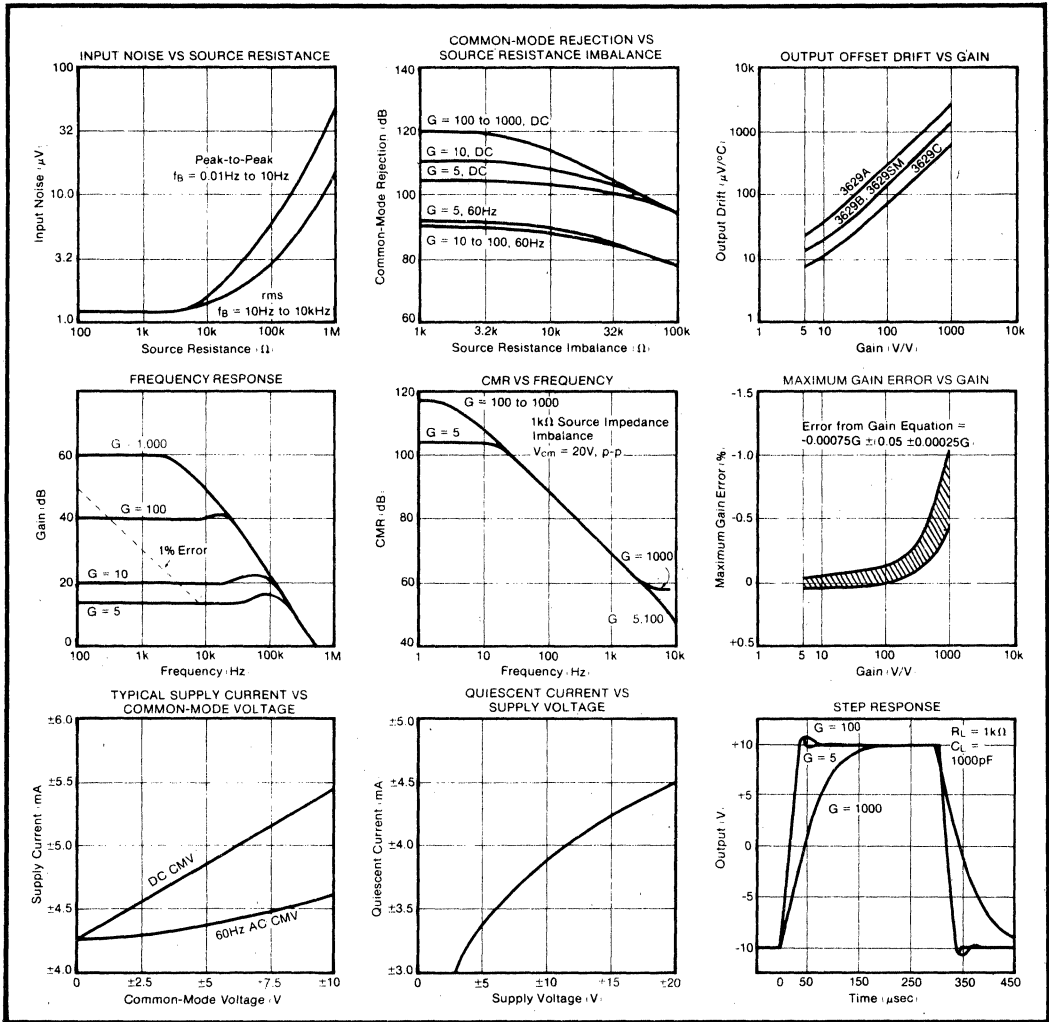 INPUT NOISE VS SOURCE RESISTANCE
100
32
10.0
3.2
1.0
Input Noise (μV)
Peak-to-Peak
fB = 0.01Hz to 10Hz
rms
fB = 10Hz to 10kHz
100
1k
10k
100k
1M
Source Resistance (Ω)
COMMON-MODE REJECTION VS
SOURCE RESISTANCE IMBALANCE
140
120
100
80
60
Common-Mode Rejection (dB)
G = 100 to 1000, DC
G = 10, DC
G = 5, DC
G = 5, 60Hz
G = 10 to 100, 60Hz
1k
3.2k
10k
32k
100k
Source Resistance Imbalance (Ω)
OUTPUT OFFSET DRIFT VS GAIN
10k
1000
100
10
1
Output Drift (μV/°C)
3629A
3629B, 3629SM
3629C
1
5
10
100
1000
10k
Gain (V/V)
FREQUENCY RESPONSE
80
60
40
20
0
Gain (dB)
G = 1,000
G = 100
1% Error
G = 10
G = 5
100
1k
10k
100k
1M
Frequency (Hz)
CMR VS FREQUENCY
120
100
80
60
40
CMR (dB)
G = 100 to 1000
G = 5
1kΩ Source Impedance
Imbalance
Vcm = 20V, p-p
G = 1000
G = 5,100
1
10
100
1k
10k
Frequency (Hz)
MAXIMUM GAIN ERROR VS GAIN
-1.5
-1.0
-0.5
0
+0.5
Maximum Gain Error (%)
Error from Gain Equation =
-0.00075G ±(0.05 ±0.00025G)
1
5
10
100
1000
10k
Gain (V/V)
TYPICAL SUPPLY CURRENT VS
COMMON-MODE VOLTAGE
±6.0
±5.5
±5.0
±4.5
±4.0
Supply Current (mA)
DC CMV
60Hz AC CMV
0
±2.5
±5
±7.5
±10
Common-Mode Voltage (V)
QUIESCENT CURRENT VS
SUPPLY VOLTAGE
±5.0
±4.5
±4.0
±3.5
±3.0
Quiescent Current (mA)
±5
±10
±15
±20
Supply Voltage (V)
STEP RESPONSE
+10
+5
0
-5
-10
Output (V)
G = 100
G = 5
G = 1000
RL = 1kΩ
CL =
1000pF
0
50
150
250
350
450
Time (μsec)